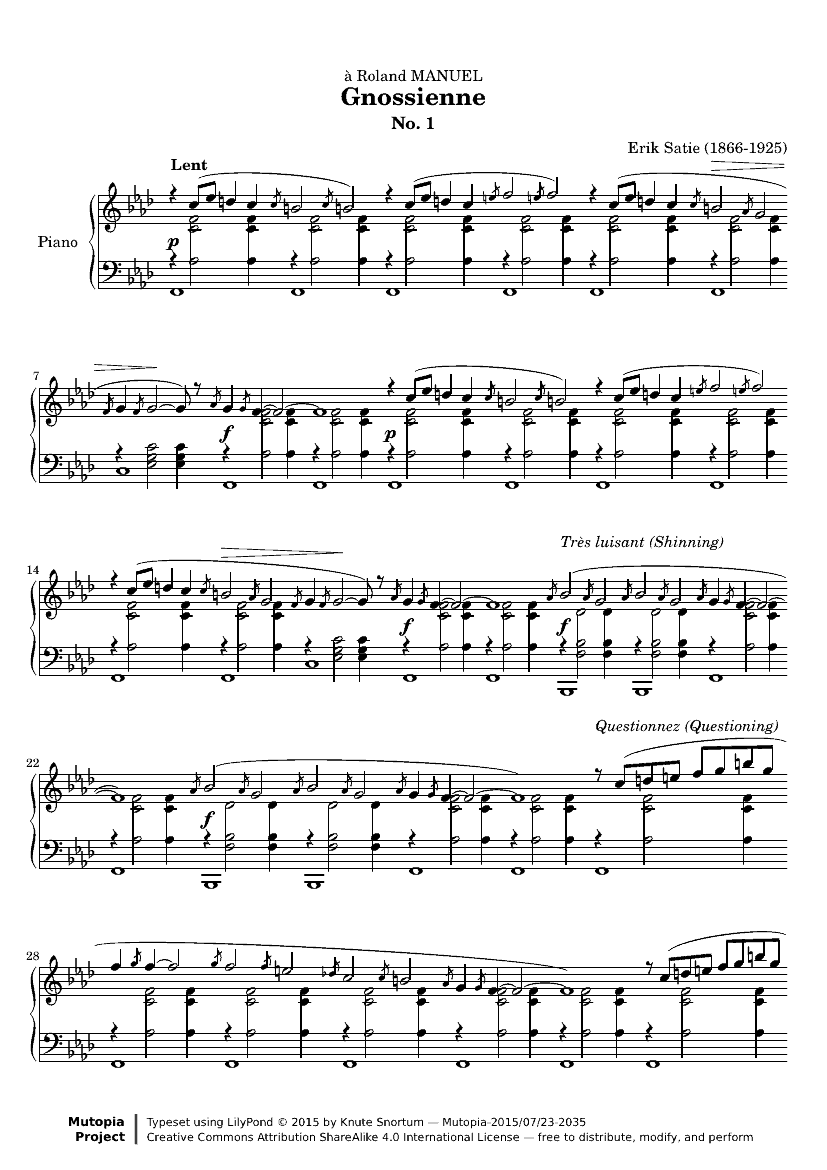 à Roland MANUEL
Gnossienne
No. 1
Erik Satie (1866-1925)
Lent
Piano
p
7
f
p
Très luisant (Shinning)
14
f
f
Questionnez (Questioning)
22
f
28
Mutopia Project
Typeset using LilyPond © 2015 by Knute Snortum — Mutopia-2015/07/23-2035
Creative Commons Attribution ShareAlike 4.0 International License — free to distribute, modify, and perform